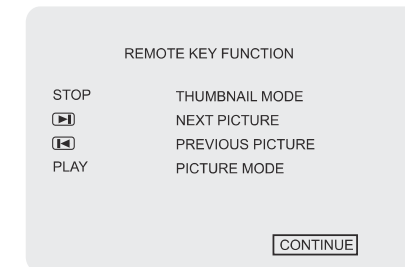 REMOTE KEY FUNCTION
STOP THUMBNAIL MODE
NEXT PICTURE
PREVIOUS PICTURE
PLAY PICTURE MODE
CONTINUE